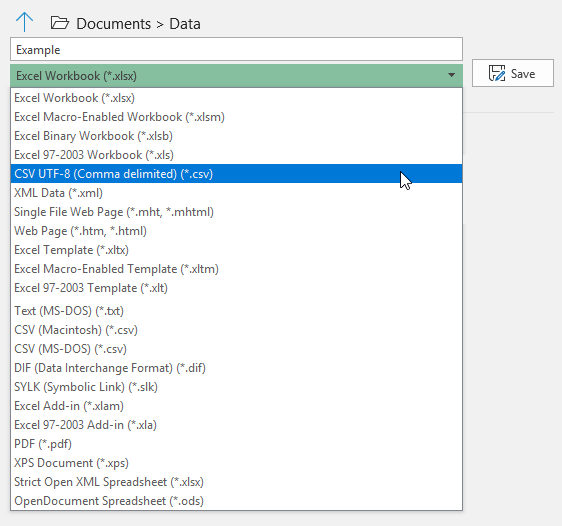 Documents > Data
Example
Excel Workbook (*.xlsx)
Save
Excel Workbook (*.xlsx)
Excel Macro-Enabled Workbook (*.xlsm)
Excel Binary Workbook (*.xlsb)
Excel 97-2003 Workbook (*.xls)
CSV UTF-8 (Comma delimited) (*.csv)
XML Data (*.xml)
Single File Web Page (*.mht, *.mhtml)
Web Page (*.htm, *.html)
Excel Template (*.xltx)
Excel Macro-Enabled Template (*.xltm)
Excel 97-2003 Template (*.xlt)
Text (MS-DOS) (*.txt)
CSV (Macintosh) (*.csv)
CSV (MS-DOS) (*.csv)
DIF (Data Interchange Format) (*.dif)
SYLK (Symbolic Link) (*.slk)
Excel Add-in (*.xlam)
Excel 97-2003 Add-in (*.xla)
PDF (*.pdf)
XPS Document (*.xps)
Strict Open XML Spreadsheet (*.xlsx)
OpenDocument Spreadsheet (*.ods)